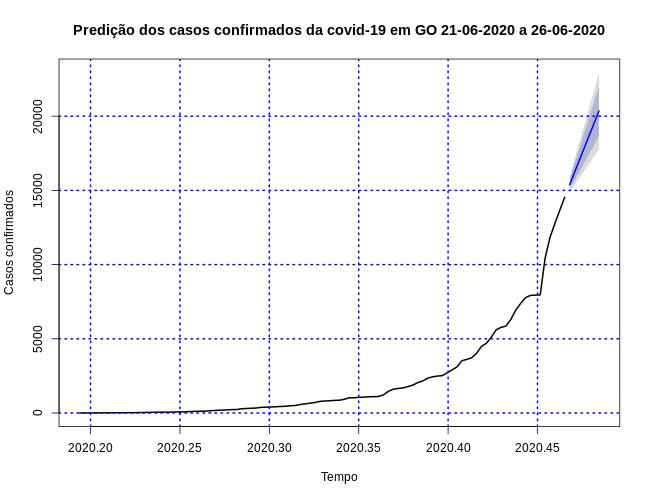 Predição dos casos confirmados da covid-19 em GO 21-06-2020 a 26-06-2020
Casos confirmados
20000
15000
10000
5000
0
2020.20 2020.25 2020.30 2020.35 2020.40 2020.45
Tempo